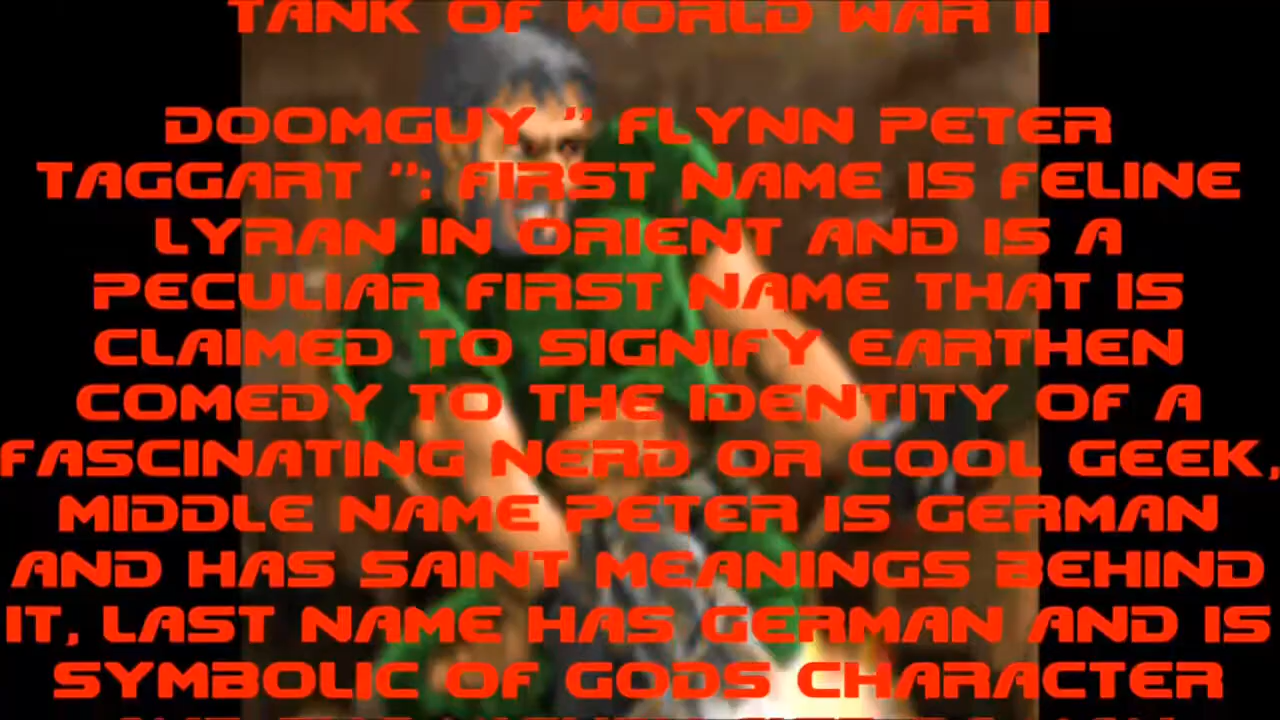 TANK OF WORLD WAR II
DOOMGUY " FLYNN PETER
TAGGART ": FIRST NAME IS FELINE
LYRAN IN ORIENT AND IS A
PECULIAR FIRST NAME THAT IS
CLAIMED TO SIGNIFY EARTHEN
COMEDY TO THE IDENTITY OF A
FASCINATING NERD OR COOL GEEK,
MIDDLE NAME PETER IS GERMAN
AND HAS SAINT MEANINGS BEHIND
IT, LAST NAME HAS GERMAN AND IS
SYMBOLIC OF GODS CHARACTER